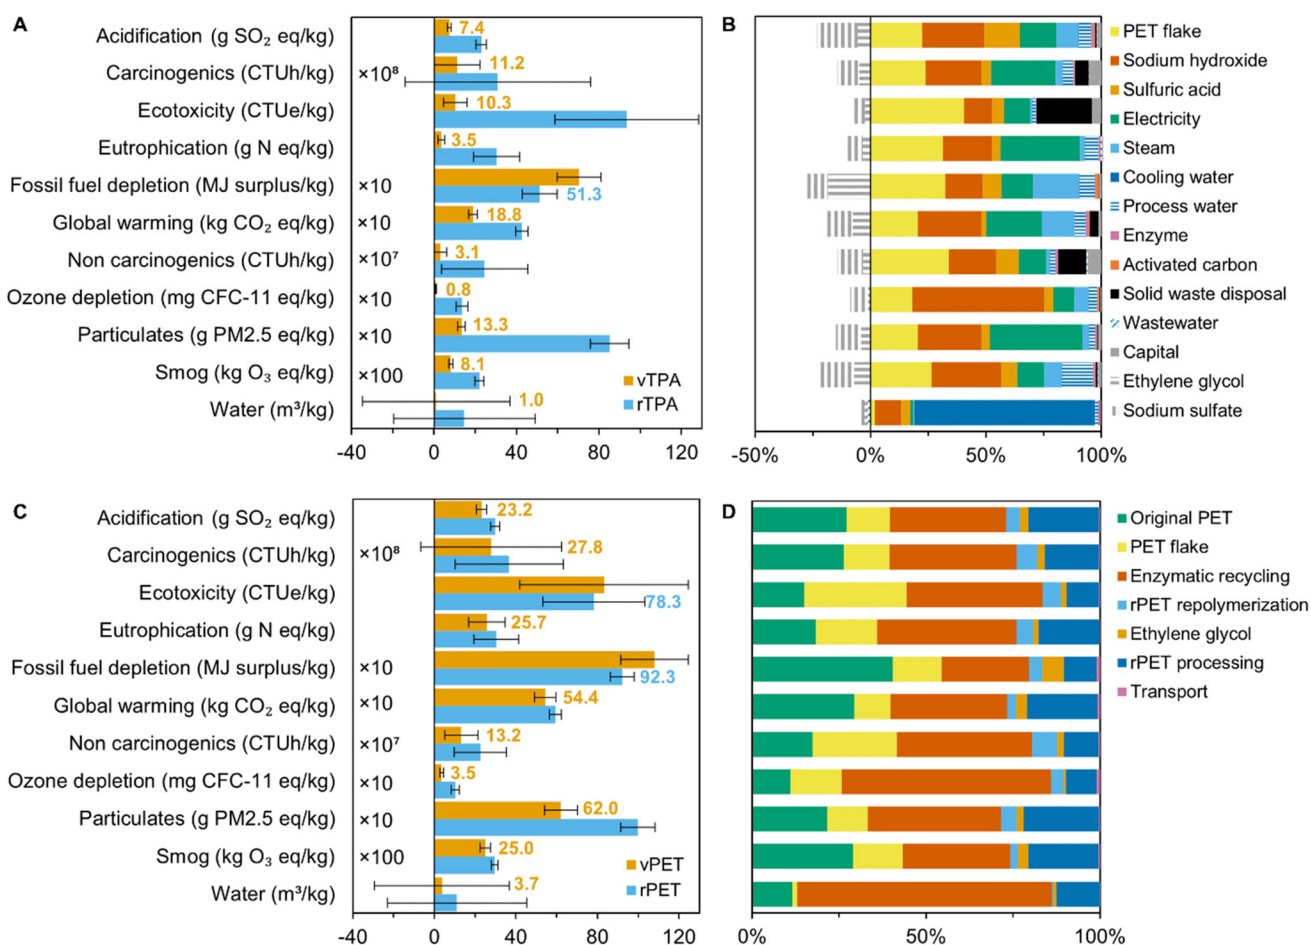 A
Acidification (g SO₂ eq/kg)
7.4
Carcinogenics (CTUh/kg)
×10⁸
11.2
Ecotoxicity (CTUe/kg)
10.3
Eutrophication (g N eq/kg)
3.5
Fossil fuel depletion (MJ surplus/kg)
×10
51.3
Global warming (kg CO₂ eq/kg)
×10
18.8
Non carcinogenics (CTUh/kg)
×10⁷
3.1
Ozone depletion (mg CFC-11 eq/kg)
×10
0.8
Particulates (g PM2.5 eq/kg)
×10
13.3
Smog (kg O₃ eq/kg)
×100
8.1
Water (m³/kg)
1.0
vTPA
rTPA
-40 0 40 80 120
B
PET flake
Sodium hydroxide
Sulfuric acid
Electricity
Steam
Cooling water
Process water
Enzyme
Activated carbon
Solid waste disposal
Wastewater
Capital
Ethylene glycol
Sodium sulfate
-50% 0% 50% 100%
C
Acidification (g SO₂ eq/kg)
23.2
Carcinogenics (CTUh/kg)
×10⁸
27.8
Ecotoxicity (CTUe/kg)
78.3
Eutrophication (g N eq/kg)
25.7
Fossil fuel depletion (MJ surplus/kg)
×10
92.3
Global warming (kg CO₂ eq/kg)
×10
54.4
Non carcinogenics (CTUh/kg)
×10⁷
13.2
Ozone depletion (mg CFC-11 eq/kg)
×10
3.5
Particulates (g PM2.5 eq/kg)
×10
62.0
Smog (kg O₃ eq/kg)
×100
25.0
Water (m³/kg)
3.7
vPET
rPET
-40 0 40 80 120
D
Original PET
PET flake
Enzymatic recycling
rPET repolymerization
Ethylene glycol
rPET processing
Transport
0% 50% 100%